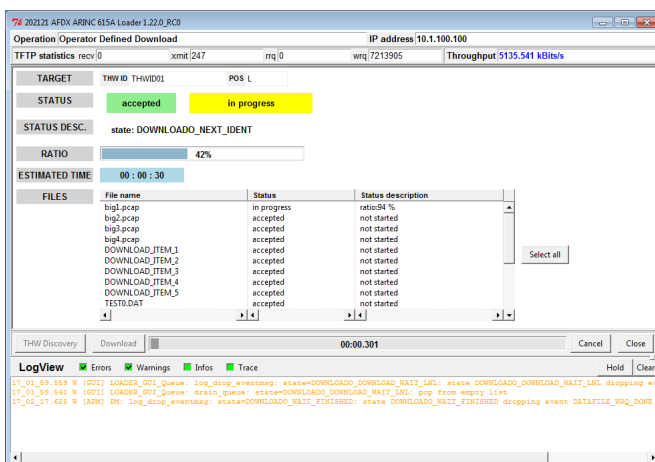 202121 AFDX ARINC 615A Loader1.22.0_RC0
Operation Operator Defined Download IP address 10.1.100.100
TFTP statistics recv 0 xmit 247 rrq 0 wrq 7213905 Throughput 5135.541 kBits/s
TARGET THW ID THWID01 POS L
STATUS accepted in progress
STATUS DESC. state: DOWNLOADO_NEXT_IDENT
RATIO 42%
ESTIMATED TIME 00 : 00 : 30
FILES File name Status Status description
big1.pcap in progress ratio:94 %
big2.pcap accepted not started
big3.pcap accepted not started
big4.pcap accepted not started
DOWNLOAD_ITEM_1 accepted not started
DOWNLOAD_ITEM_2 accepted not started
DOWNLOAD_ITEM_3 accepted not started
DOWNLOAD_ITEM_4 accepted not started
DOWNLOAD_ITEM_5 accepted not started
TEST0.DAT accepted not started
Select all
THW Discovery Download 00:00.301 Cancel Close
LogView Errors Warnings Infos Trace Hold Clear
17_01_59.559 W [GUI] LOADER_GUI_Queue: log_drop_eventmsg: state=DOWNLOADO_DOWNLOAD_WAIT_LNL: state DOWNLOADO_DOWNLOAD_WAIT_LNL dropping ev
17_01_59.561 W [GUI] LOADER_GUI_Queue: drain_queue: state=DOWNLOADO_DOWNLOAD_WAIT_LNL: pop from empty list
17_02_17.625 W [APM] PM: log_drop_eventmsg: state=DOWNLOADO_WAIT_FINISHED: state DOWNLOADO_WAIT_FINISHED dropping event DATAFILE_WRQ_DONE